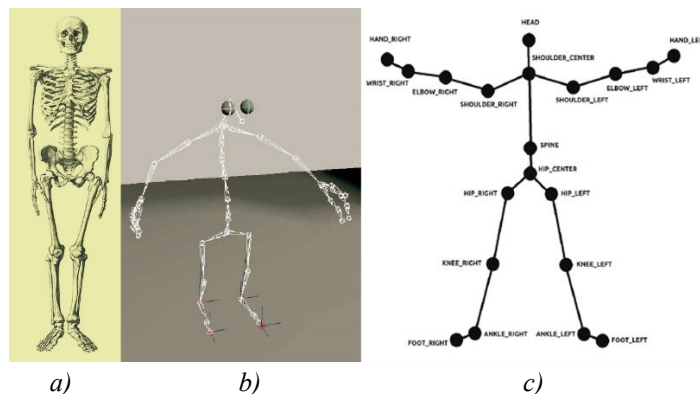 HEAD
HAND_RIGHT
HAND_LEF
SHOULDER_CENTER
WRIST_RIGHT
WRIST_LEFT
ELBOW_RIGHT
ELBOW_LEFT
SHOULDER_RIGHT
SHOULDER_LEFT
SPINE
HIP_CENTER
HIP_RIGHT
HIP_LEFT
KNEE_RIGHT
KNEE_LEFT
ANKLE_RIGHT
ANKLE_LEFT
FOOT_RIGHT
FOOT_LEFT
a)
b)
c)